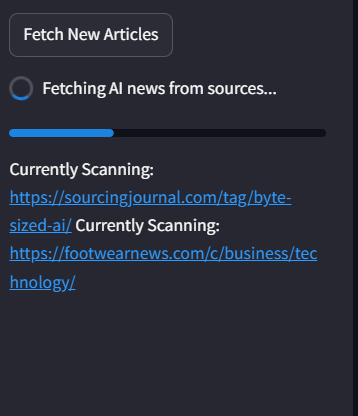 Fetch New Articles
Fetching AI news from sources...
Currently Scanning:
https://sourcingjournal.com/tag/byte-
sized-ai/ Currently Scanning:
https://footwearnews.com/c/business/tec
hnology/